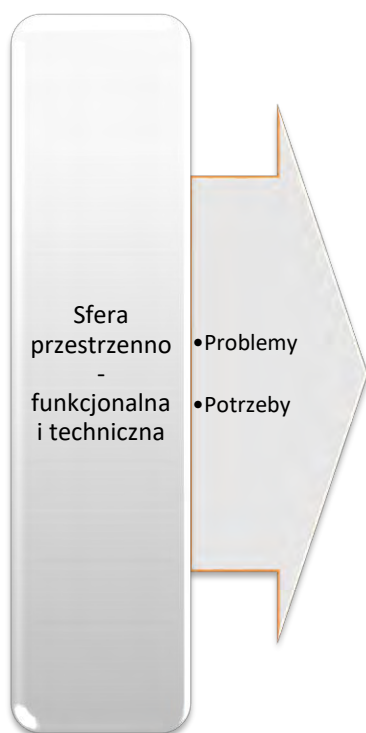 Sfera
przestrzenno
-
funkcjonalna
i techniczna
•Problemy
•Potrzeby